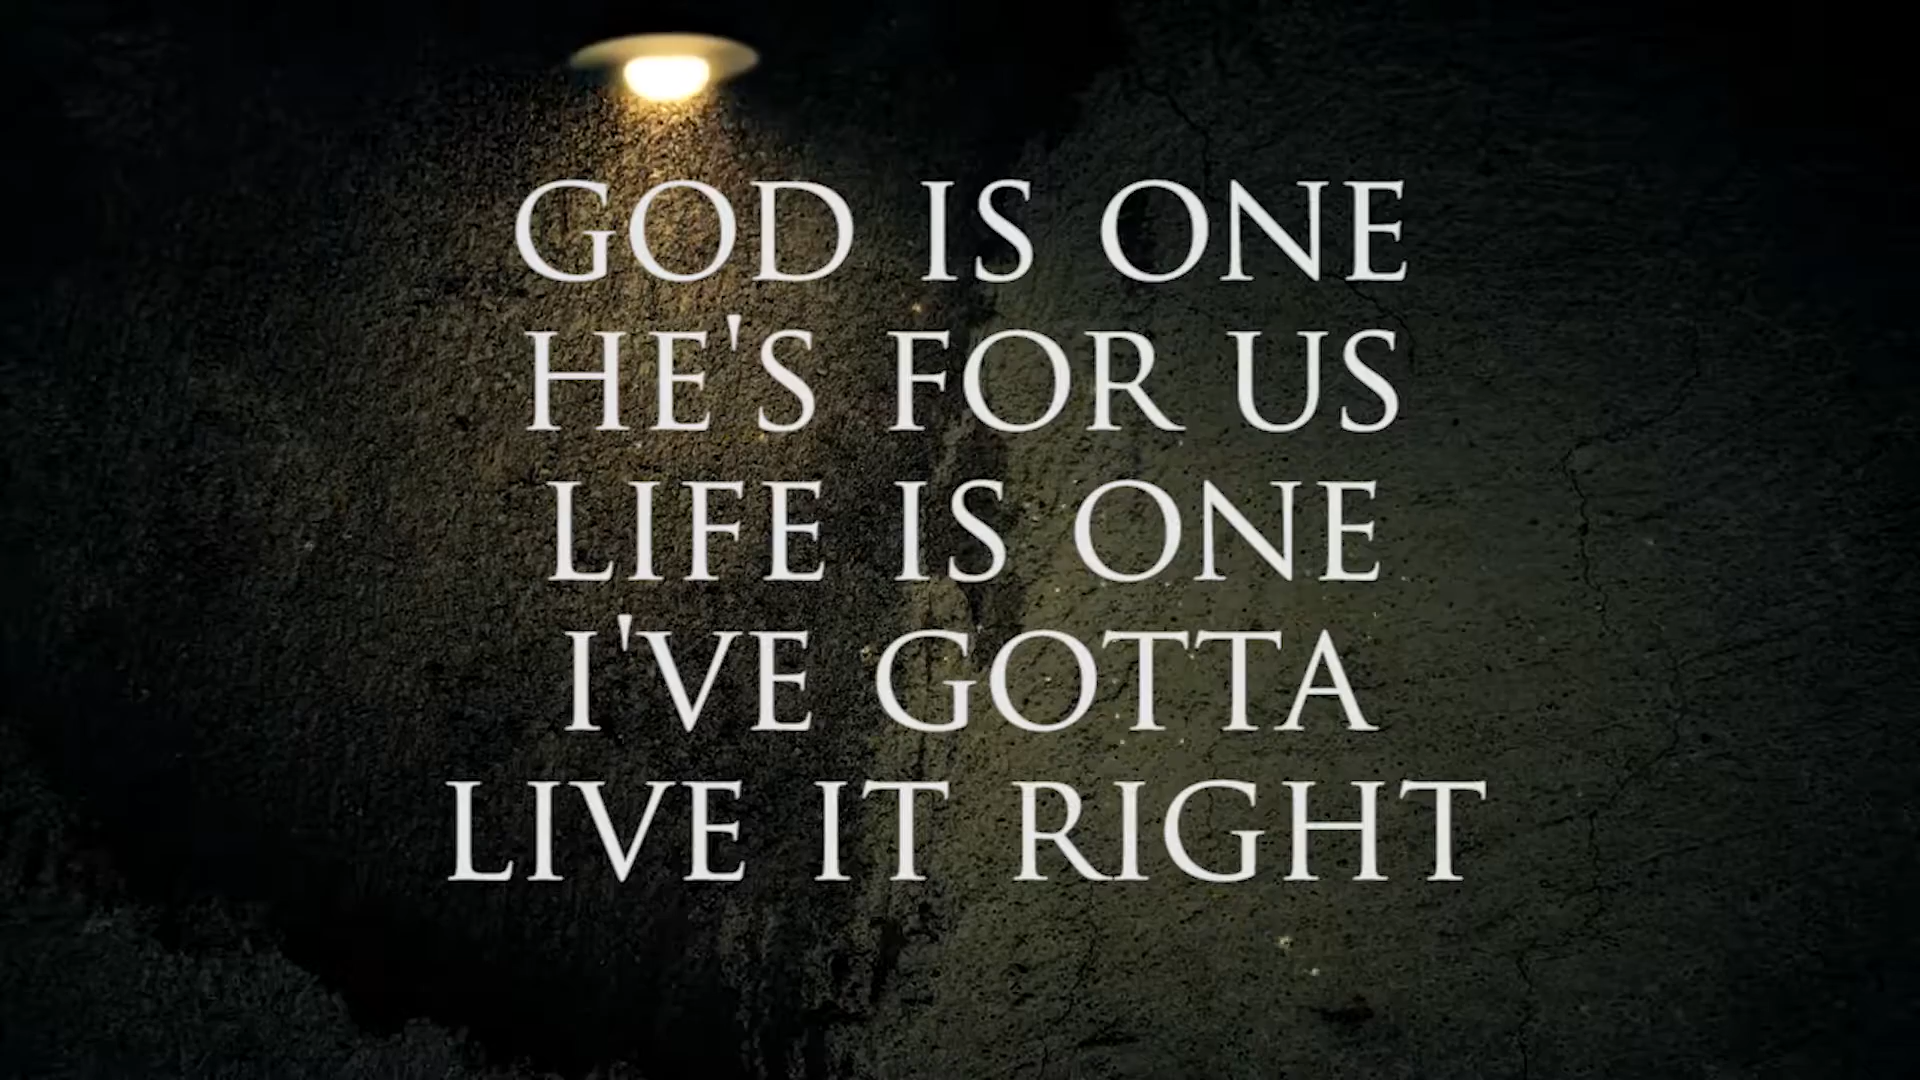 GOD IS ONE
HE'S FOR US
LIFE IS ONE
I'VE GOTTA
LIVE IT RIGHT